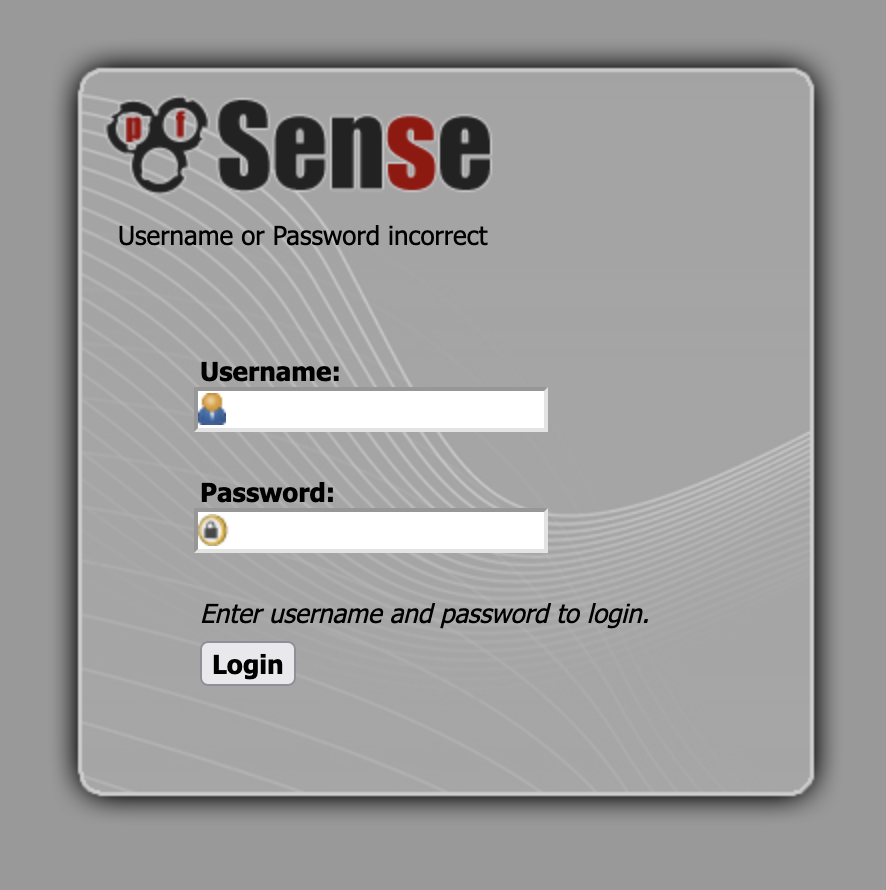 pf Sense
Username or Password incorrect
Username:
Password:
Enter username and password to login.
Login